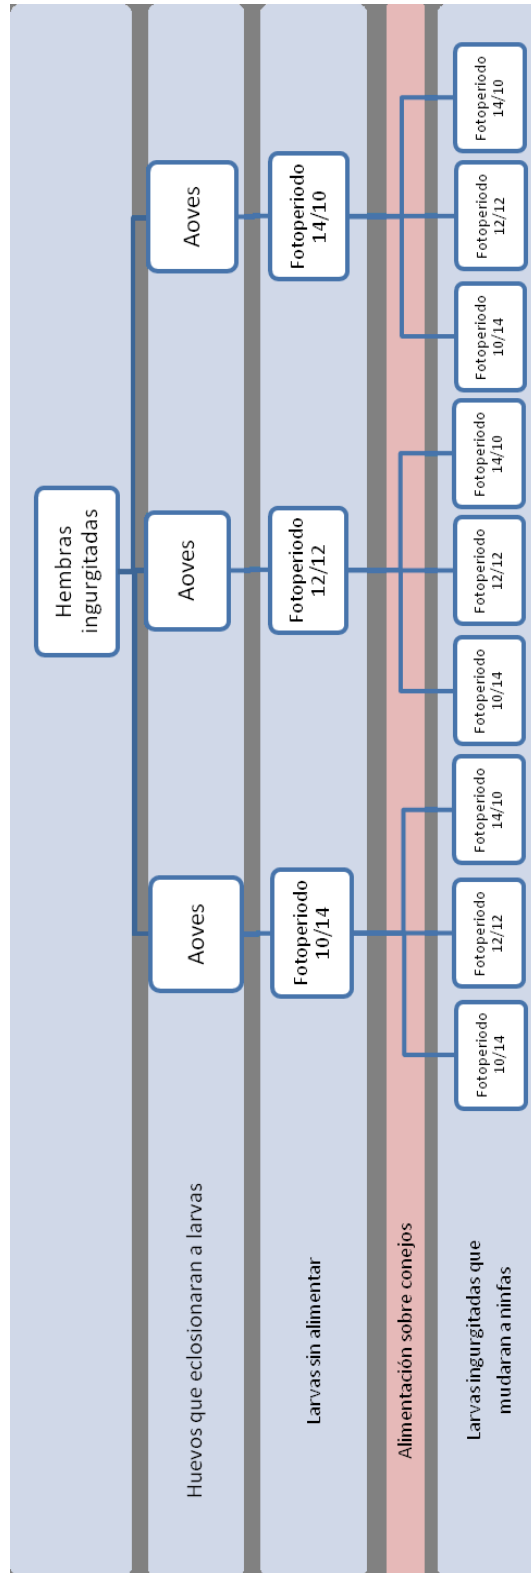 Hembras
ingurgitadas
Huevos que eclosionaran a larvas
Aoves
Aoves
Aoves
Larvas sin alimentar
Fotoperiodo
10/14
Fotoperiodo
12/12
Fotoperiodo
14/10
Alimentación sobre conejos
Larvas ingurgitadas que
mudaran a ninfas
Fotoperiodo
10/14
Fotoperiodo
12/12
Fotoperiodo
14/10
Fotoperiodo
10/14
Fotoperiodo
12/12
Fotoperiodo
14/10
Fotoperiodo
10/14
Fotoperiodo
12/12
Fotoperiodo
14/10